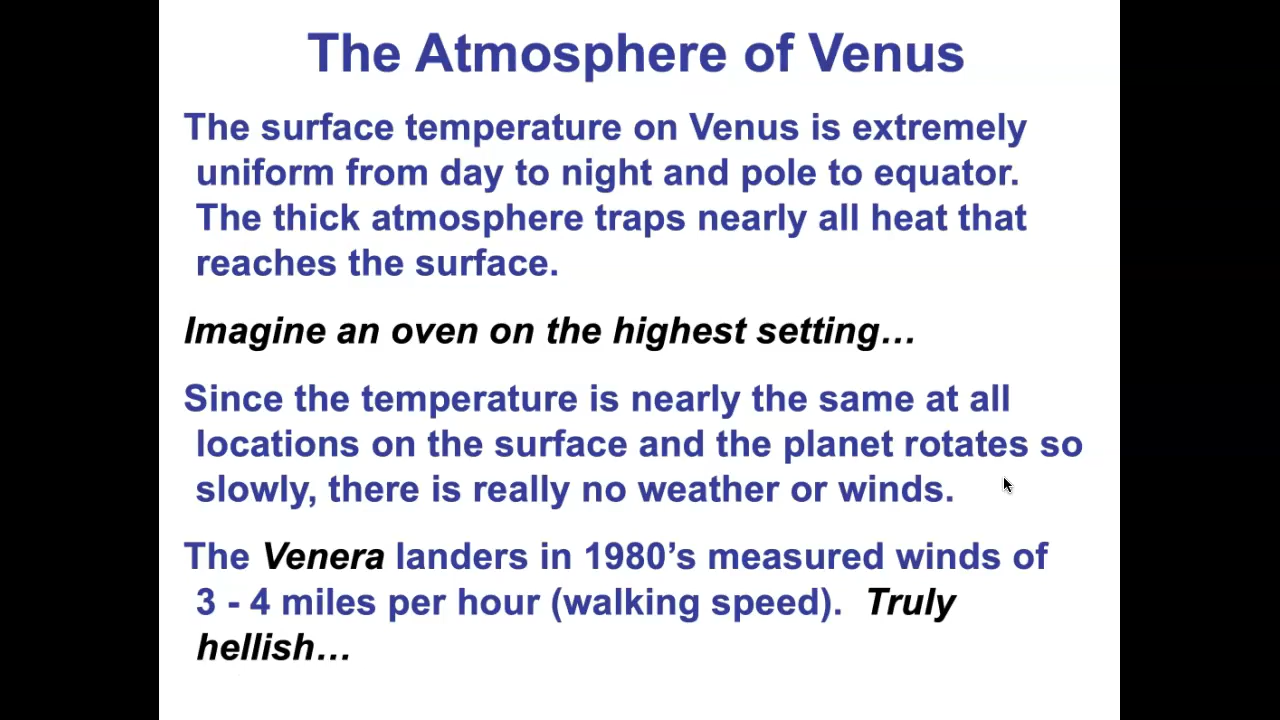 The Atmosphere of Venus
The surface temperature on Venus is extremely
uniform from day to night and pole to equator.
The thick atmosphere traps nearly all heat that
reaches the surface.
Imagine an oven on the highest setting…
Since the temperature is nearly the same at all
locations on the surface and the planet rotates so
slowly, there is really no weather or winds.
The Venera landers in 1980’s measured winds of
3 - 4 miles per hour (walking speed).  Truly
hellish…